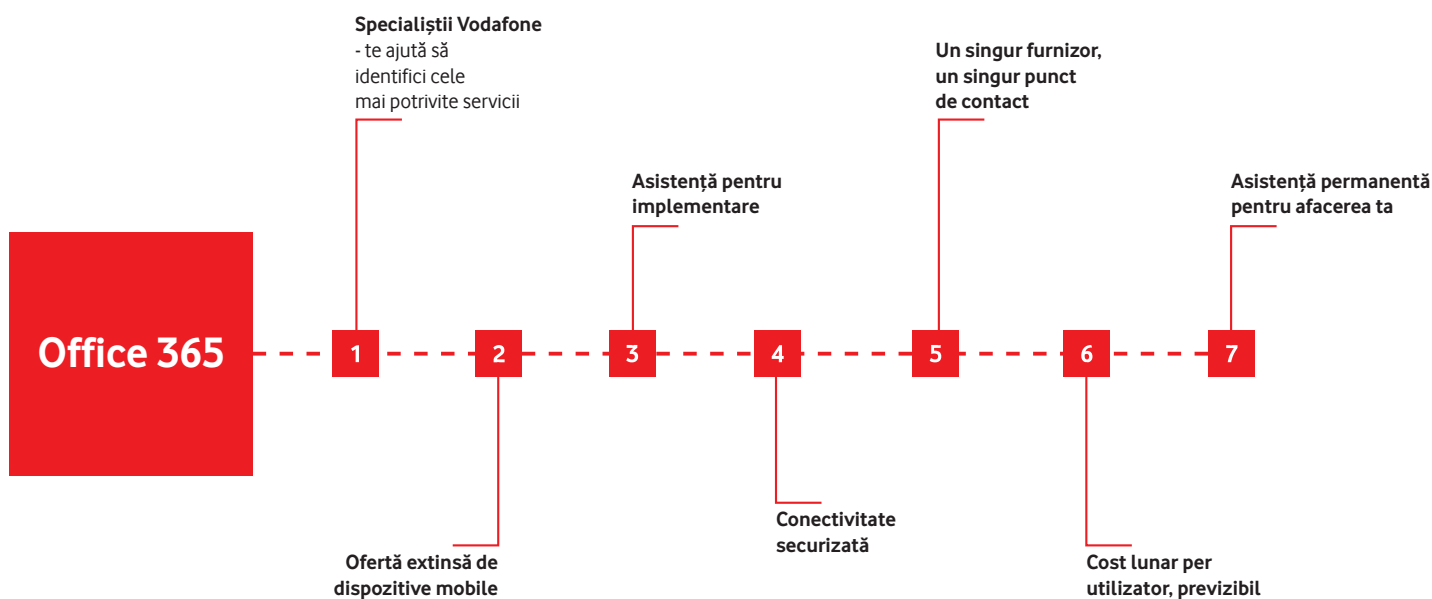 Office 365
1
Specialiștii Vodafone
- te ajută să
identifici cele
mai potrivite servicii
2
Ofertă extinsă de
dispozitive mobile
3
Asistență pentru
implementare
4
Conectivitate
securizată
5
Un singur furnizor,
un singur punct
de contact
6
Cost lunar per
utilizator, previzibil
7
Asistență permanentă
pentru afacerea ta